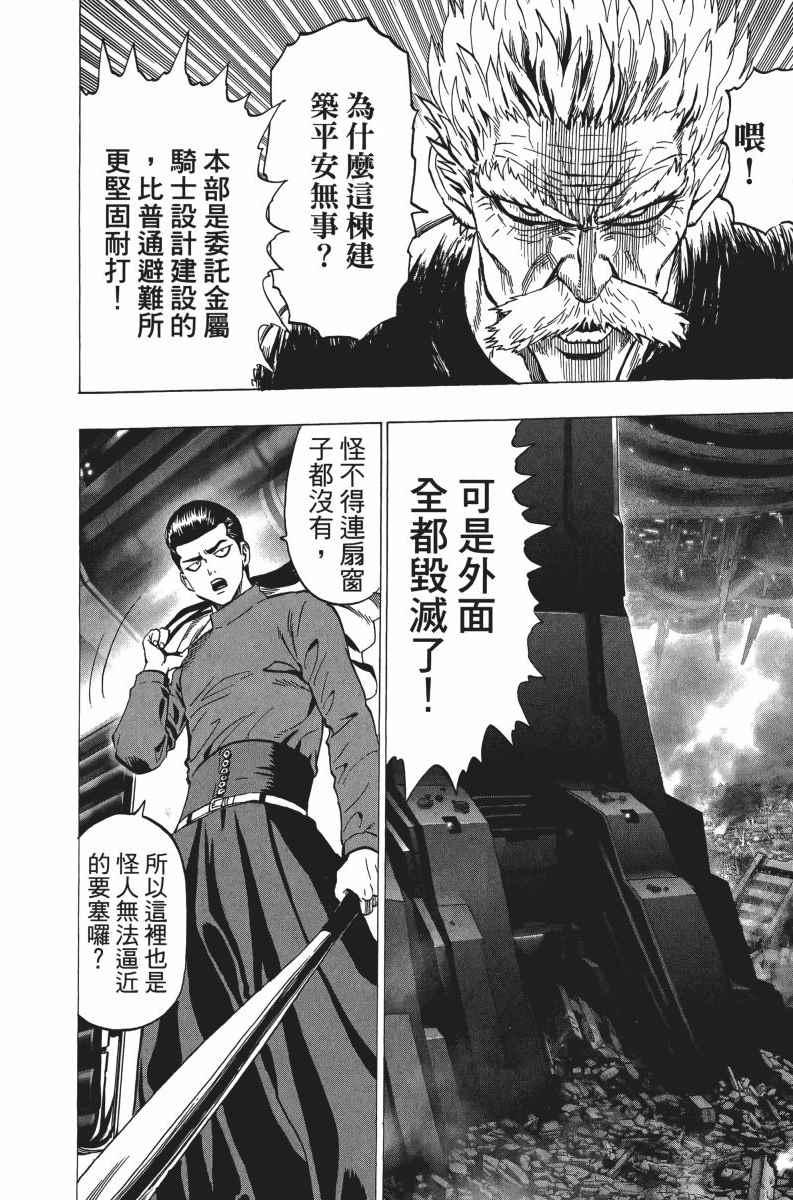 喂！
為什麼這棟建
築平安無事？
本部是委託金屬
騎士設計建設的
，比普通避難所
更堅固耐打！
可是外面
全都毀滅了！
怪不得連扇窗
子都沒有，
所以這裡也是
怪人無法逼近
的要塞囉？